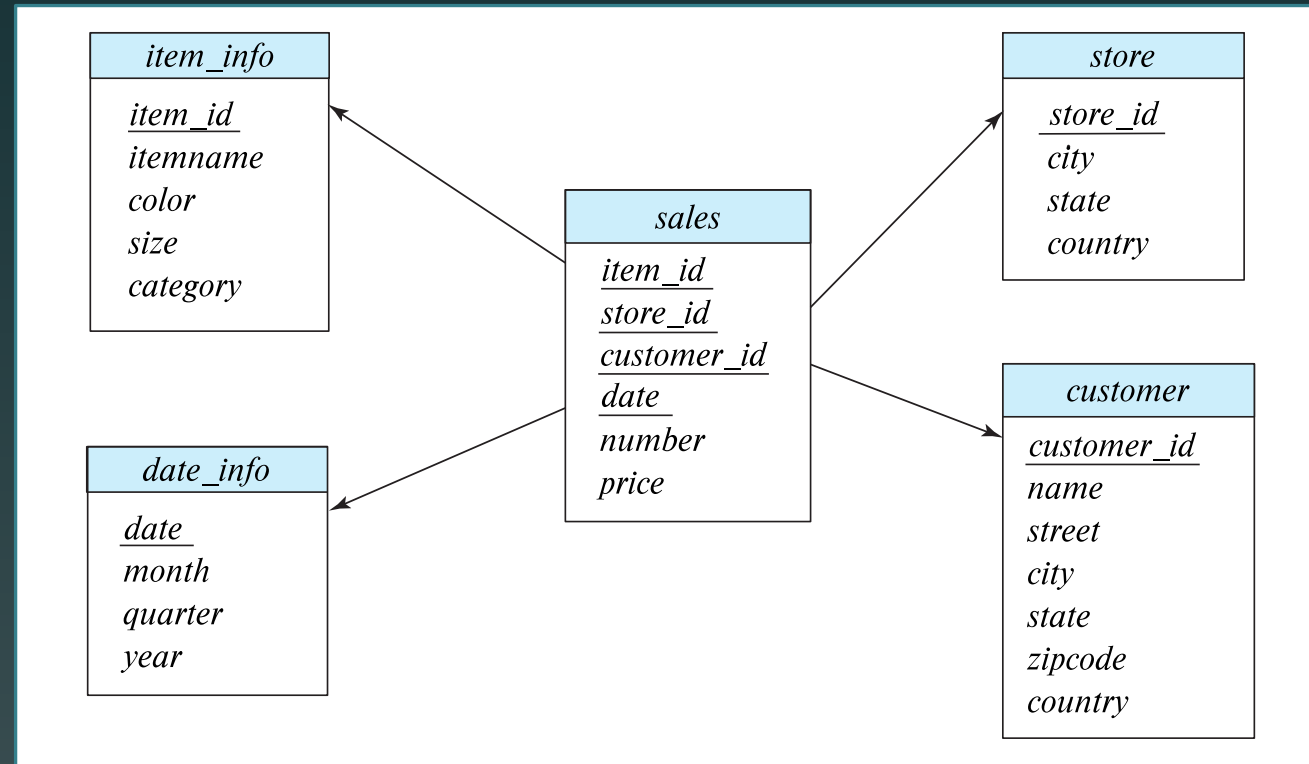 item_info
item_id
itemname
color
size
category
store
store_id
city
state
country
sales
item_id
store_id
customer_id
date
number
price
date_info
date
month
quarter
year
customer
customer_id
name
street
city
state
zipcode
country